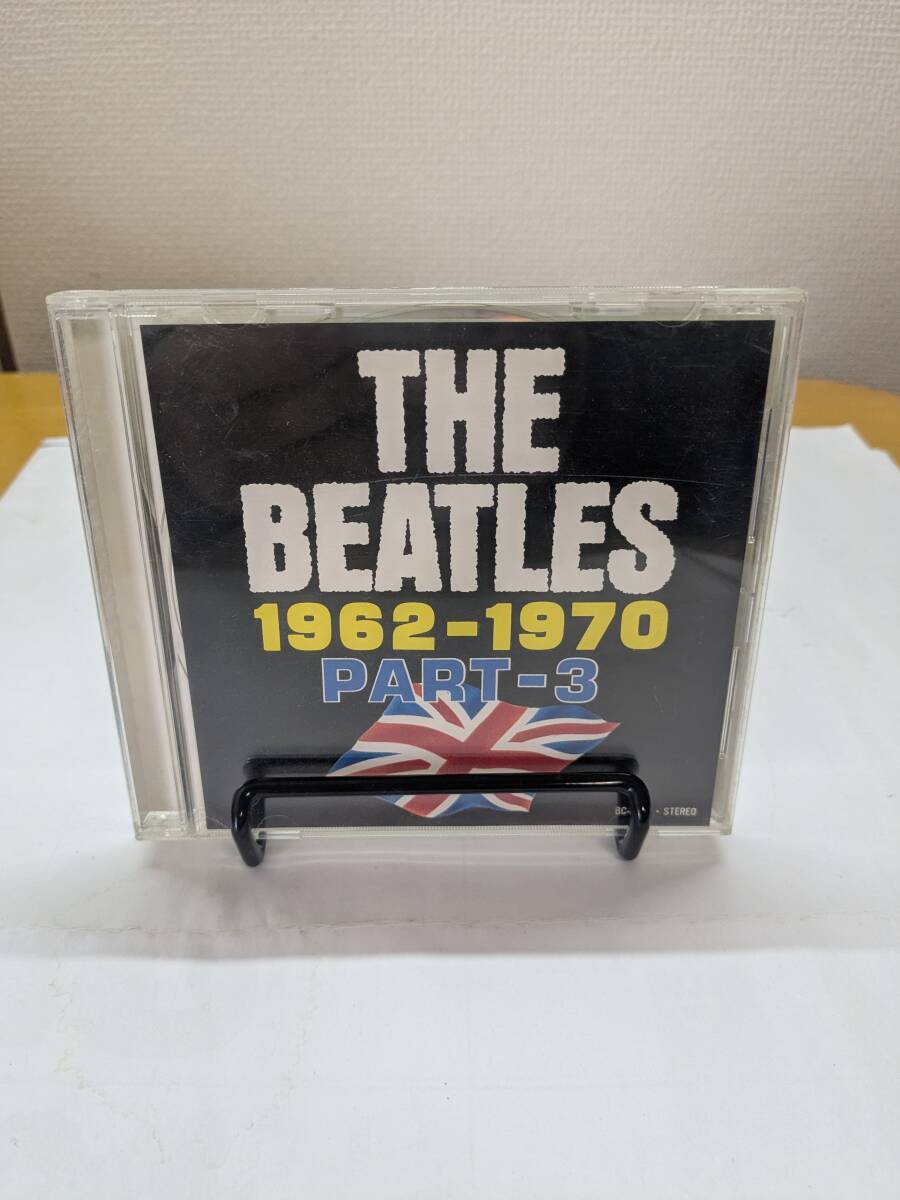 THE
BEATLES
1962-1970
PART-3
STEREO